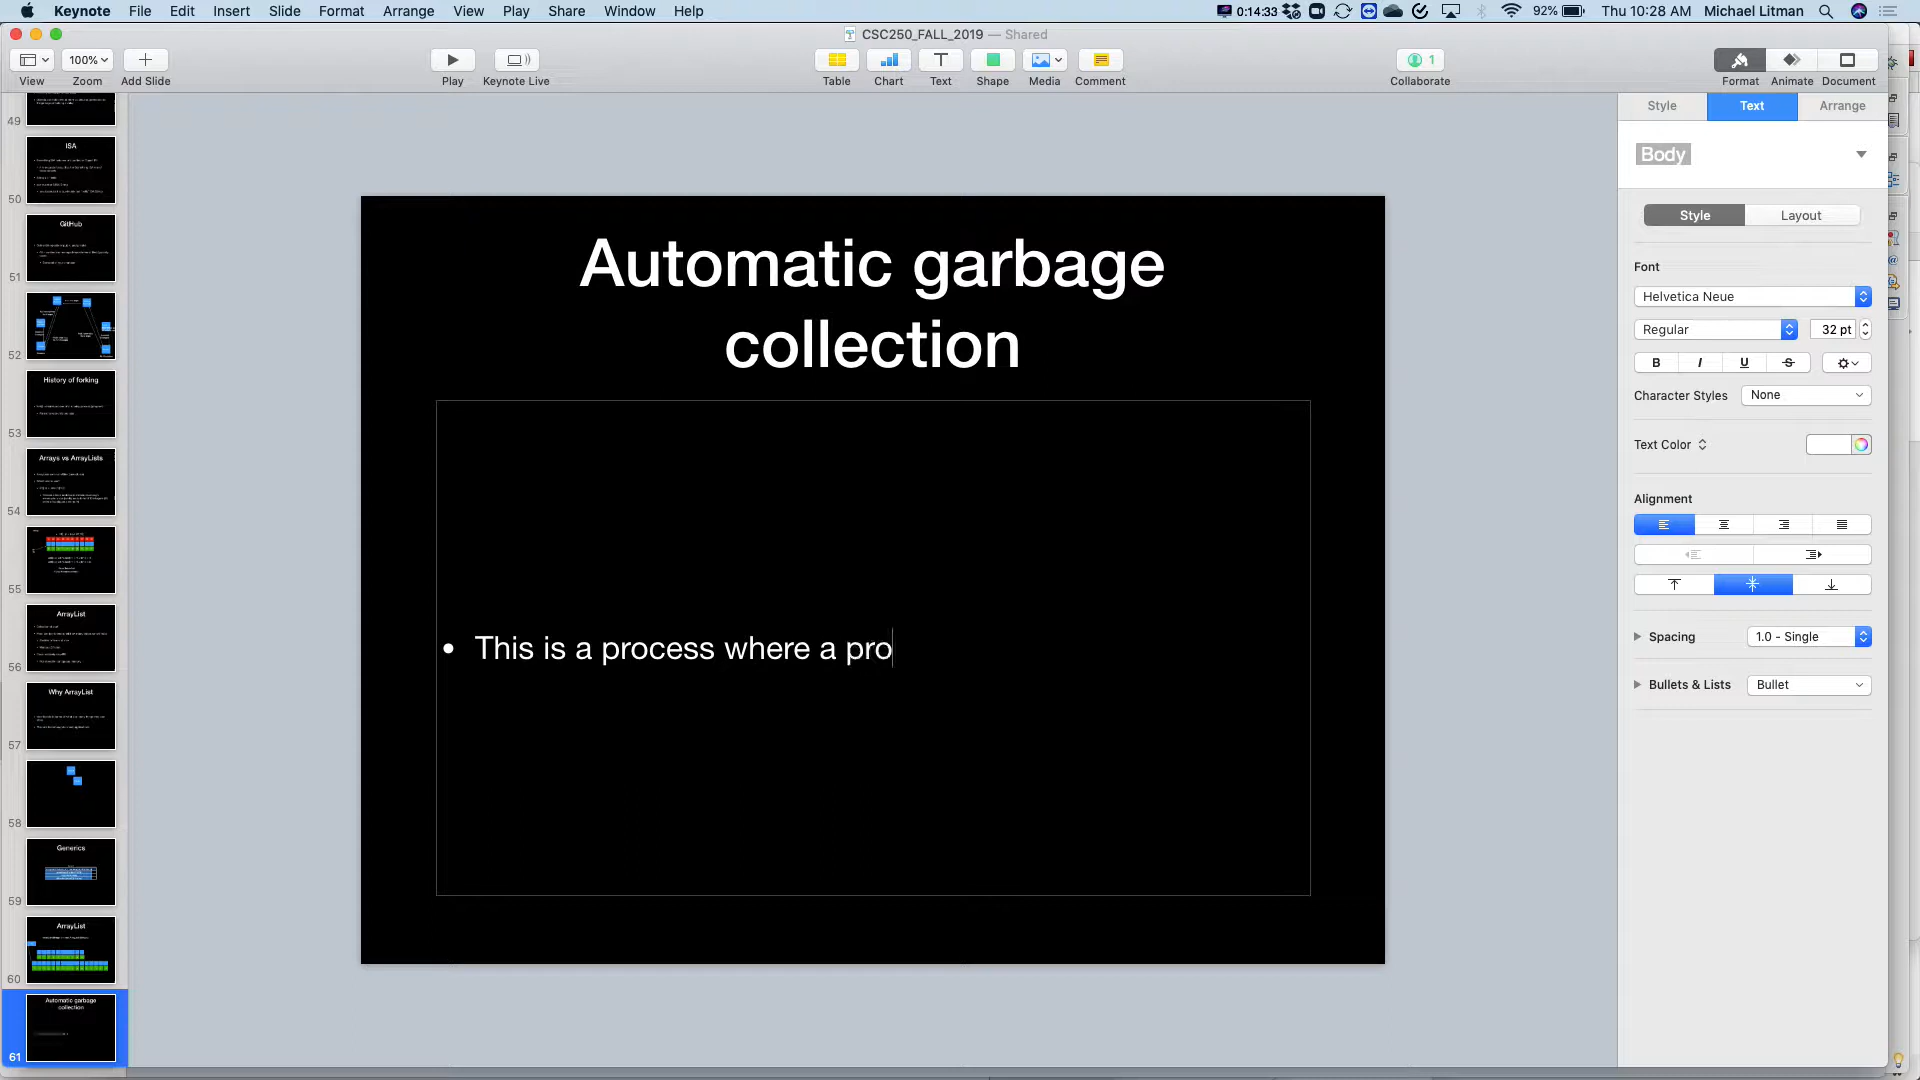 Keynote File Edit Insert Slide Format Arrange View Play Share Window Help
0:14:33 92% Thu 10:28 AM Michael Litman
CSC250_FALL_2019 — Shared
100%
View Zoom Add Slide Play Keynote Live Table Chart Text Shape Media Comment Collaborate Format Animate Document
1
Style Text Arrange
Body
Style Layout
Font
Helvetica Neue
Regular 32 pt
B I U S
Character Styles None
Text Color
Alignment
Spacing 1.0 - Single
Bullets & Lists Bullet
49
ISA
50
GitHub
51
52
History of forking
53
Arrays vs ArrayLists
54
55
ArrayList
56
Why ArrayList
57
58
Generics
59
ArrayList
60
Automatic garbage
collection
61
Automatic garbage
collection
• This is a process where a pro